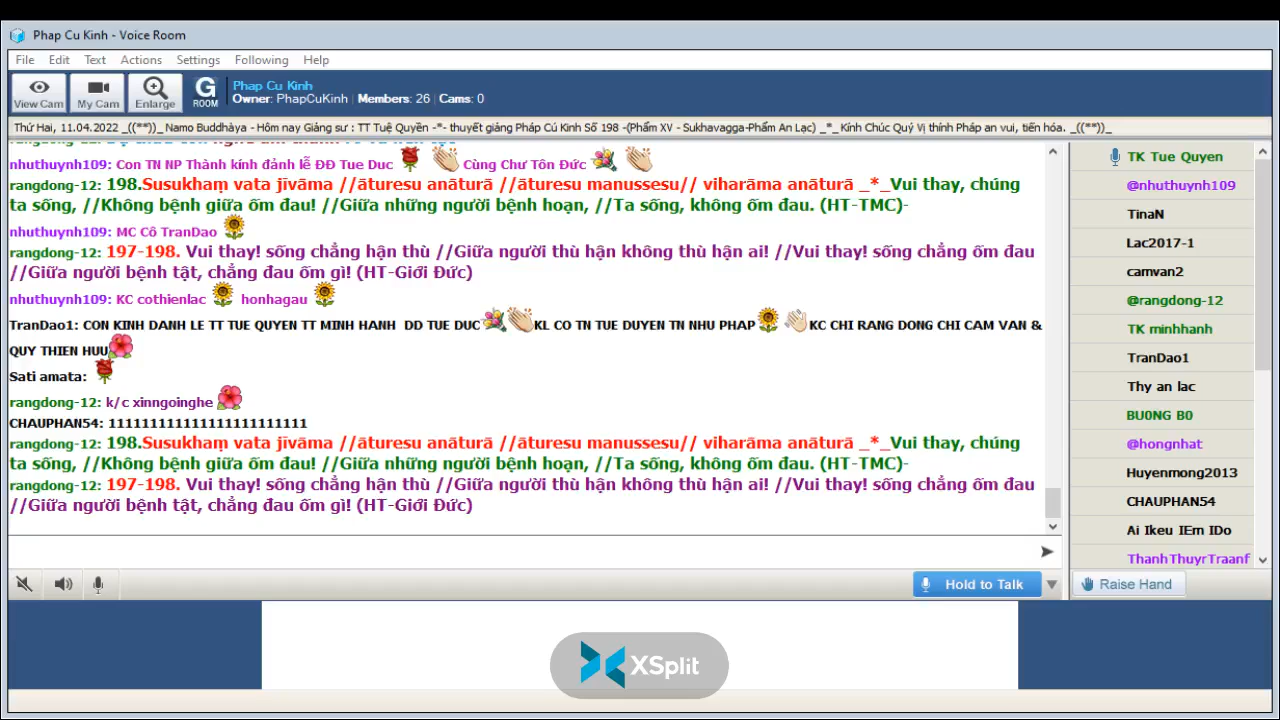 Phap Cu Kinh - Voice Room
File Edit Text Actions Settings Following Help
View Cam My Cam Enlarge G ROOM
Phap Cu Kinh
Owner: PhapCuKinh | Members: 26 | Cams: 0
Thứ Hai, 11.04.2022 _((**))_ Namo Buddhàya - Hôm nay Giảng sư : TT Tuệ Quyền -*- thuyết giảng Pháp Cú Kinh Số 198 -(Phẩm XV - Sukhavagga-Phẩm An Lạc) _*_ Kính Chúc Quý Vị thính Pháp an vui, tiến hóa. _((**))_
nhuthuynh109: Con TN NP Thành kính đảnh lễ ĐĐ Tue Duc Cùng Chư Tôn Đức
rangdong-12: 198.Susukhaṃ vata jīvāma //āturesu anāturā //āturesu manussesu// viharāma anāturā _*_Vui thay, chúng
ta sống, //Không bệnh giữa ốm đau! //Giữa những người bệnh hoạn, //Ta sống, không ốm đau. (HT-TMC)-
nhuthuynh109: MC Cô TranDao
rangdong-12: 197-198. Vui thay! sống chẳng hận thù //Giữa người thù hận không thù hận ai! //Vui thay! sống chẳng ốm đau
//Giữa người bệnh tật, chẳng đau ốm gì! (HT-Giới Đức)
nhuthuynh109: KC cothienlac honhagau
TranDao1: CON KINH DANH LE TT TUE QUYEN TT MINH HANH DD TUE DUC KL CO TN TUE DUYEN TN NHU PHAP KC CHI RANG DONG CHI CAM VAN &
QUY THIEN HUU
Sati amata:
rangdong-12: k/c xinngoinghe
CHAUPHAN54: 1111111111111111111111111
rangdong-12: 198.Susukhaṃ vata jīvāma //āturesu anāturā //āturesu manussesu// viharāma anāturā _*_Vui thay, chúng
ta sống, //Không bệnh giữa ốm đau! //Giữa những người bệnh hoạn, //Ta sống, không ốm đau. (HT-TMC)-
rangdong-12: 197-198. Vui thay! sống chẳng hận thù //Giữa người thù hận không thù hận ai! //Vui thay! sống chẳng ốm đau
//Giữa người bệnh tật, chẳng đau ốm gì! (HT-Giới Đức)
TK Tue Quyen
@nhuthuynh109
TinaN
Lac2017-1
camvan2
@rangdong-12
TK minhhanh
TranDao1
Thy an lac
BU0NG B0
@hongnhat
Huyenmong2013
CHAUPHAN54
Ai Ikeu IEm IDo
ThanhThuyrTraanf
Hold to Talk
Raise Hand
XSplit